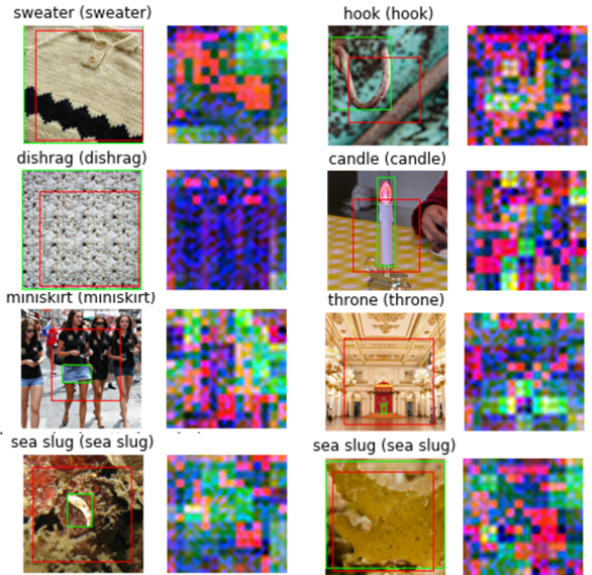 sweater (sweater)
hook (hook)
dishrag (dishrag)
candle (candle)
miniskirt (miniskirt)
throne (throne)
sea slug (sea slug)
sea slug (sea slug)